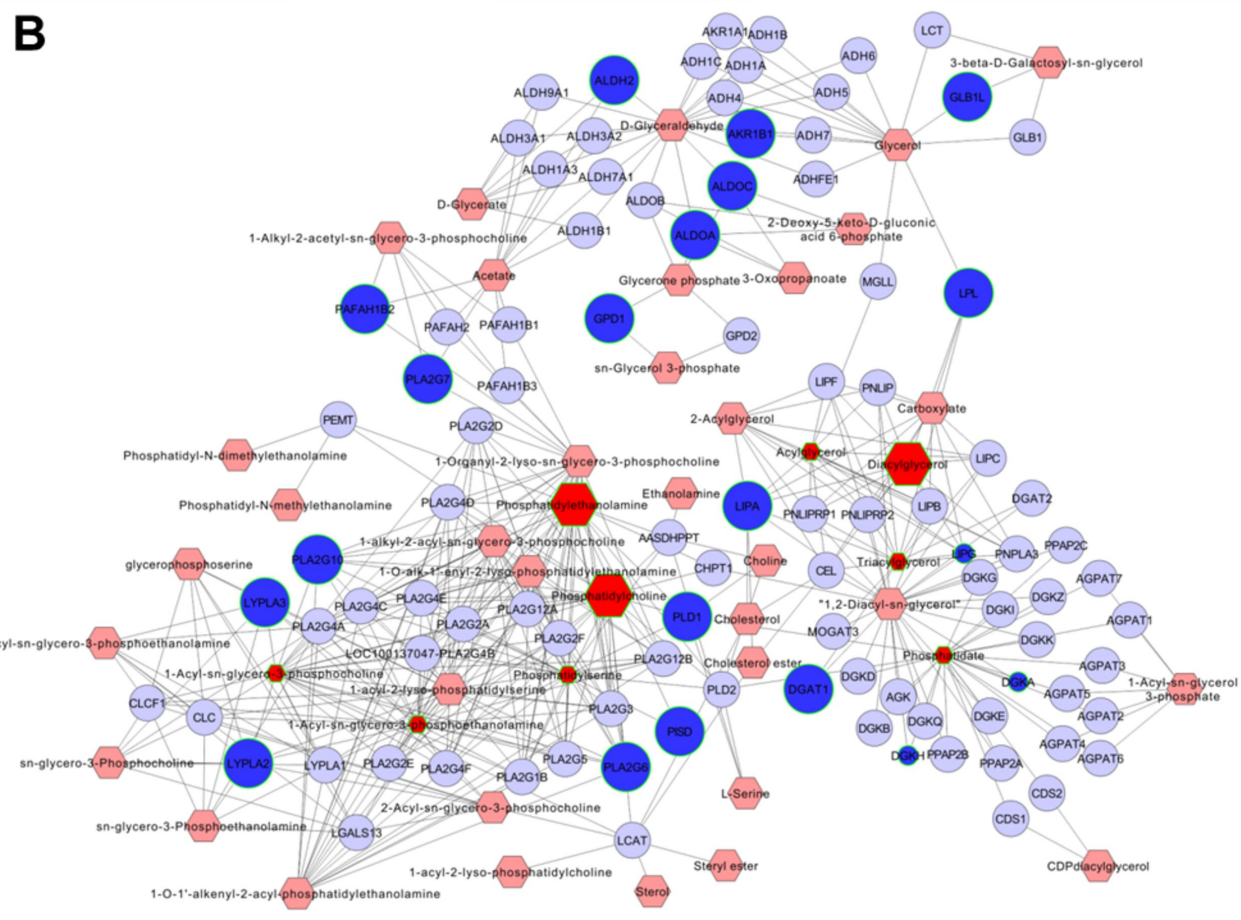 B
LCT
AKR1A1
ADH1B
ADH6
3-beta-D-Galactosyl-sn-glycerol
ADH1C
ADH1A
ALDH2
ALDH9A1
ADH4
ADH5
GLB1L
D-Glyceraldehyde
AKR1B1
ADH7
Glycerol
GLB1
ALDH3A1
ALDH3A2
ALDH1A3
ALDH7A1
ADHFE1
ALDOC
D-Glycerate
ALDOB
ALDH1B1
ALDOA
2-Deoxy-5-keto-D-gluconic
acid 6-phosphate
1-Alkyl-2-acetyl-sn-glycero-3-phosphocholine
Acetate
Glycerone phosphate
3-Oxopropanoate
MGLL
LPL
PAFAH1B2
PAFAH2
PAFAH1B1
GPD1
GPD2
sn-Glycerol 3-phosphate
PLA2G7
PAFAH1B3
LIPF
PNLIP
Carboxylate
2-Acylglycerol
PEMT
PLA2G2D
Phosphatidyl-N-dimethylethanolamine
1-Organyl-2-lyso-sn-glycero-3-phosphocholine
Acylglycerol
Diacylglycerol
LIPC
Phosphatidyl-N-methylethanolamine
PLA2G4D
Phosphatidylethanolamine
Ethanolamine
LIPA
PNLIPRP1
PNLIPRP2
LIPB
DGAT2
1-alkyl-2-acyl-sn-glycero-3-phosphocholine
AASDHPPT
PLA2G10
glycerophosphoserine
1-O-alk-1'-enyl-2-lyso-phosphatidylethanolamine
CHPT1
Choline
CEL
Triacylglycerol
LIPG
PNPLA3
PPAP2C
DGKG
AGPAT7
LYPLA3
PLA2G4C
PLA2G4E
Phosphatidylcholine
PLA2G12A
PLD1
Cholesterol
"1,2-Diacyl-sn-glycerol"
DGKI
DGKZ
AGPAT1
PLA2G4A
PLA2G2A
PLA2G2F
MOGAT3
DGKK
cyl-sn-glycero-3-phosphoethanolamine
LOC100137047-PLA2G4B
PLA2G12B
Cholesterol ester
Phosphatidate
AGPAT3
1-Acyl-sn-glycero-3-phosphocholine
Phosphatidylserine
DGKD
DGKA
1-acyl-2-lyso-phosphatidylserine
PLD2
DGAT1
AGPAT5
1-Acyl-sn-glycerol
3-phosphate
CLCF1
CLC
PLA2G3
AGK
AGPAT2
1-Acyl-sn-glycero-3-phosphoethanolamine
PISD
DGKB
DGKQ
DGKE
AGPAT4
AGPAT6
sn-glycero-3-Phosphocholine
LYPLA2
LYPLA1
PLA2G2E
PLA2G4F
PLA2G1B
PLA2G5
PLA2G6
DGKH
PPAP2B
PPAP2A
L-Serine
CDS2
2-Acyl-sn-glycero-3-phosphocholine
sn-glycero-3-Phosphoethanolamine
LGALS13
LCAT
CDS1
1-acyl-2-lyso-phosphatidylcholine
Steryl ester
CDPdiacylglycerol
1-O-1'-alkenyl-2-acyl-phosphatidylethanolamine
Sterol